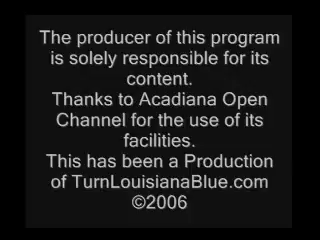 The producer of this program
is solely responsible for its
content.
Thanks to Acadiana Open
Channel for the use of its
facilities.
This has been a Production
of TurnLouisianaBlue.com
©2006